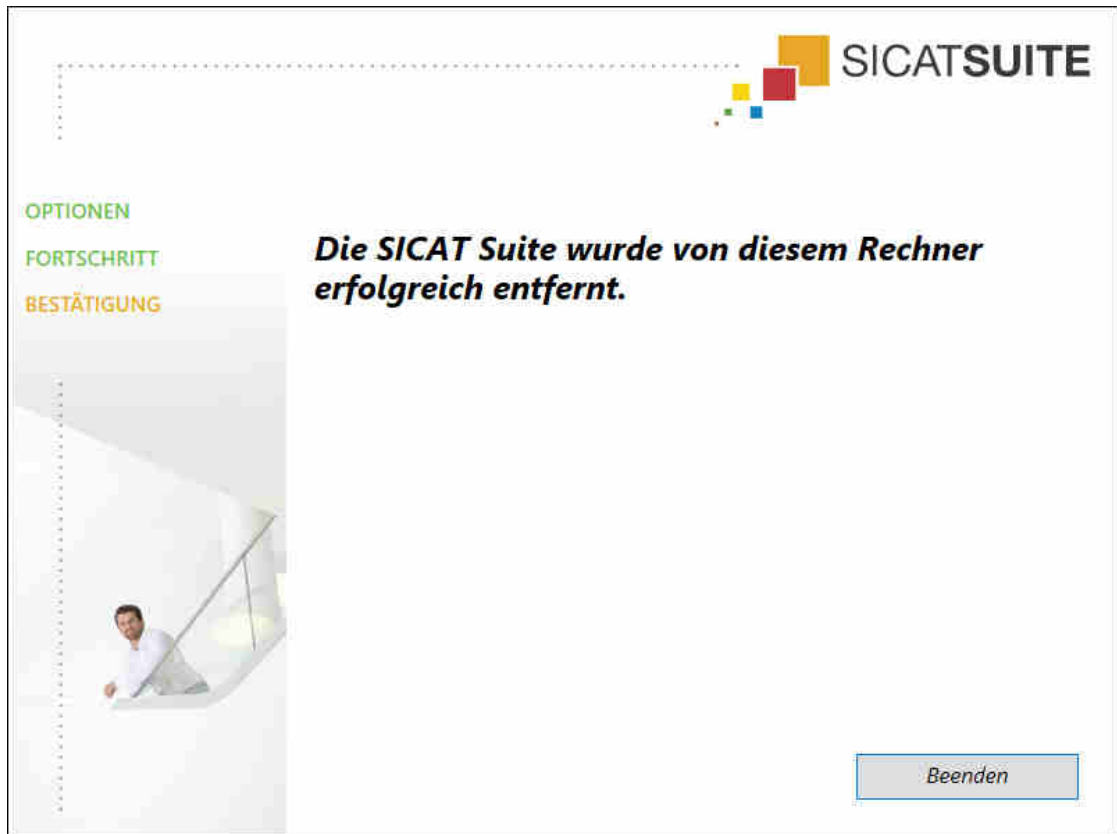 SICATSUITE
OPTIONEN
FORTSCHRITT
BESTÄTIGUNG
Die SICAT Suite wurde von diesem Rechner
erfolgreich entfernt.
Beenden